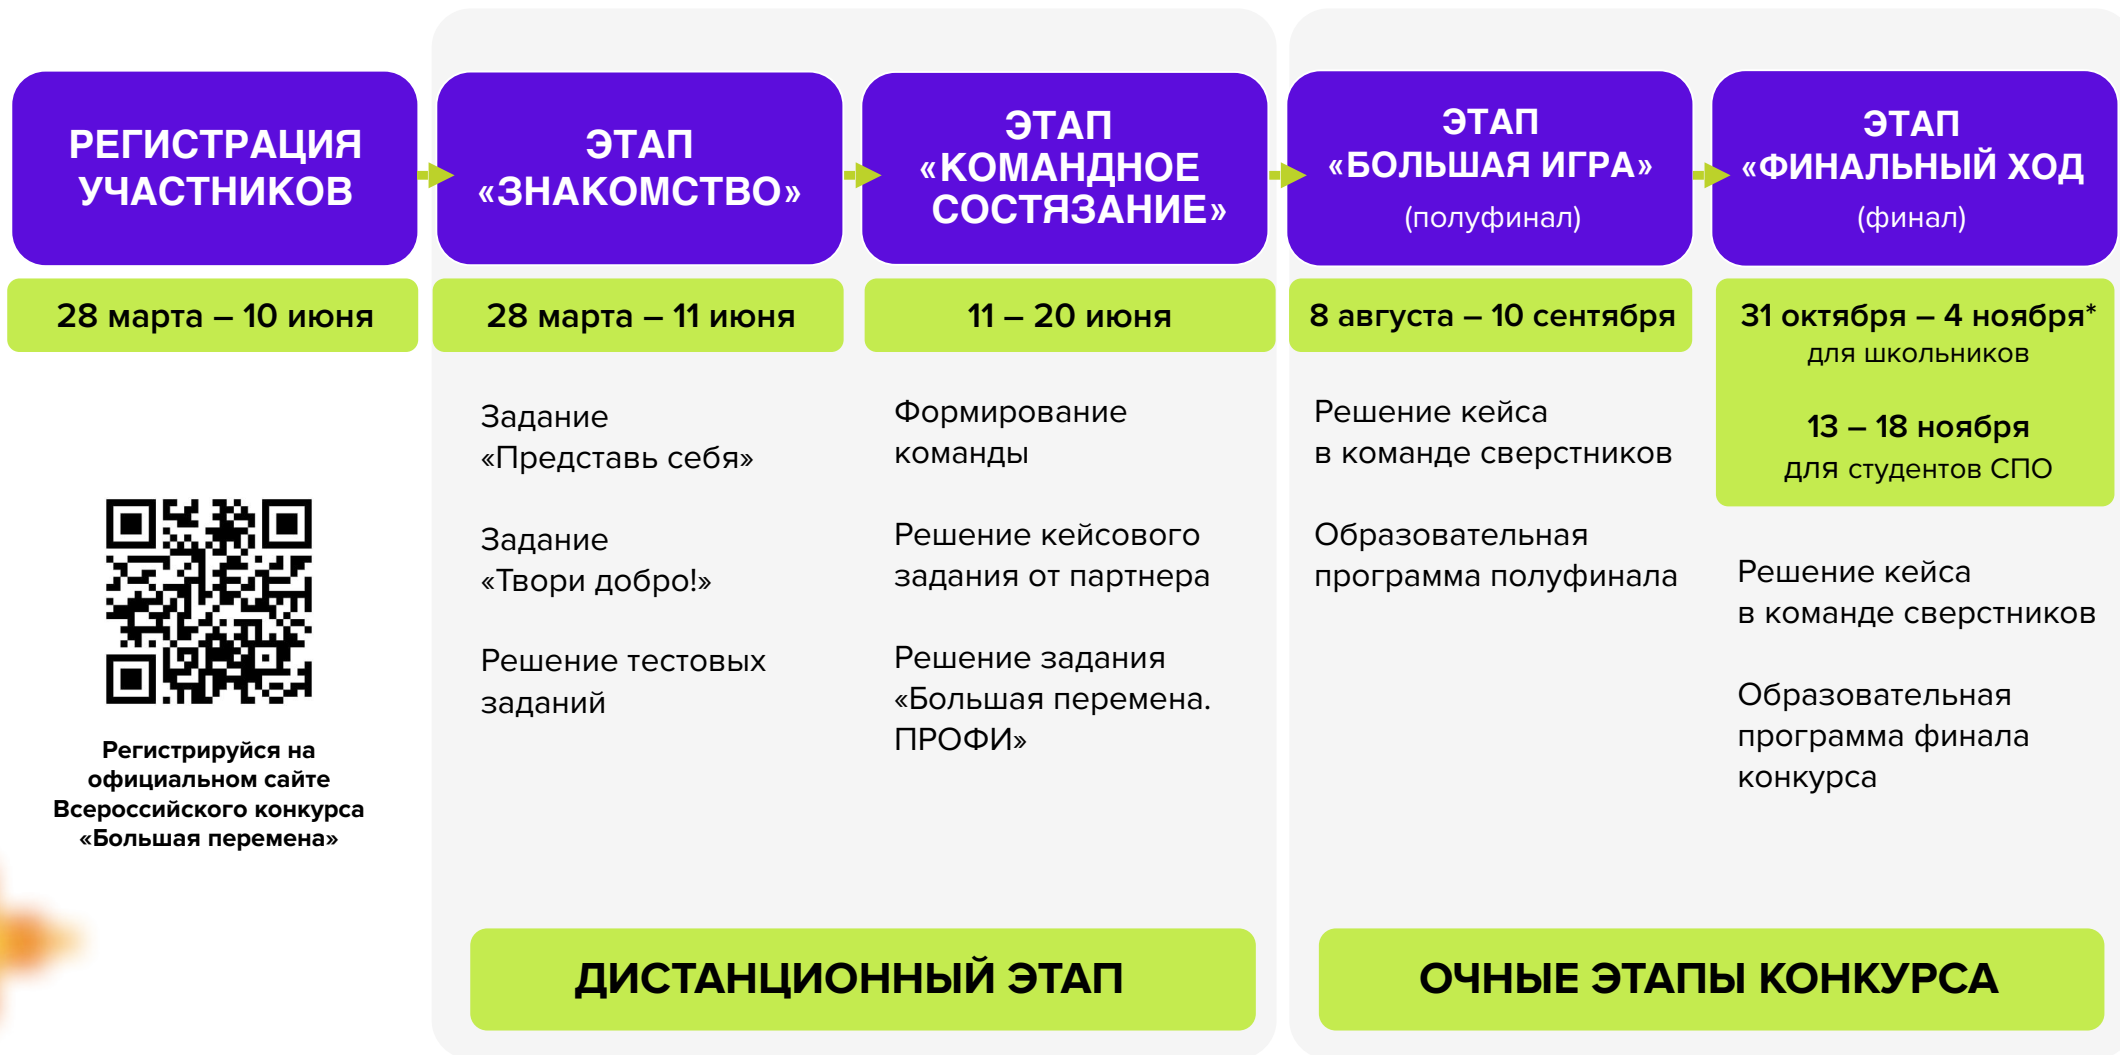 РЕГИСТРАЦИЯ
УЧАСТНИКОВ
28 марта – 10 июня
Регистрируйся на
официальном сайте
Всероссийского конкурса
«Большая перемена»
ЭТАП
«ЗНАКОМСТВО»
28 марта – 11 июня
Задание
«Представь себя»
Задание
«Твори добро!»
Решение тестовых
заданий
ЭТАП
«КОМАНДНОЕ
СОСТЯЗАНИЕ»
11 – 20 июня
Формирование
команды
Решение кейсового
задания от партнера
Решение задания
«Большая перемена.
ПРОФИ»
ДИСТАНЦИОННЫЙ ЭТАП
ЭТАП
«БОЛЬШАЯ ИГРА»
(полуфинал)
8 августа – 10 сентября
Решение кейса
в команде сверстников
Образовательная
программа полуфинала
ЭТАП
«ФИНАЛЬНЫЙ ХОД
(финал)
31 октября – 4 ноября*
для школьников
13 – 18 ноября
для студентов СПО
Решение кейса
в команде сверстников
Образовательная
программа финала
конкурса
ОЧНЫЕ ЭТАПЫ КОНКУРСА